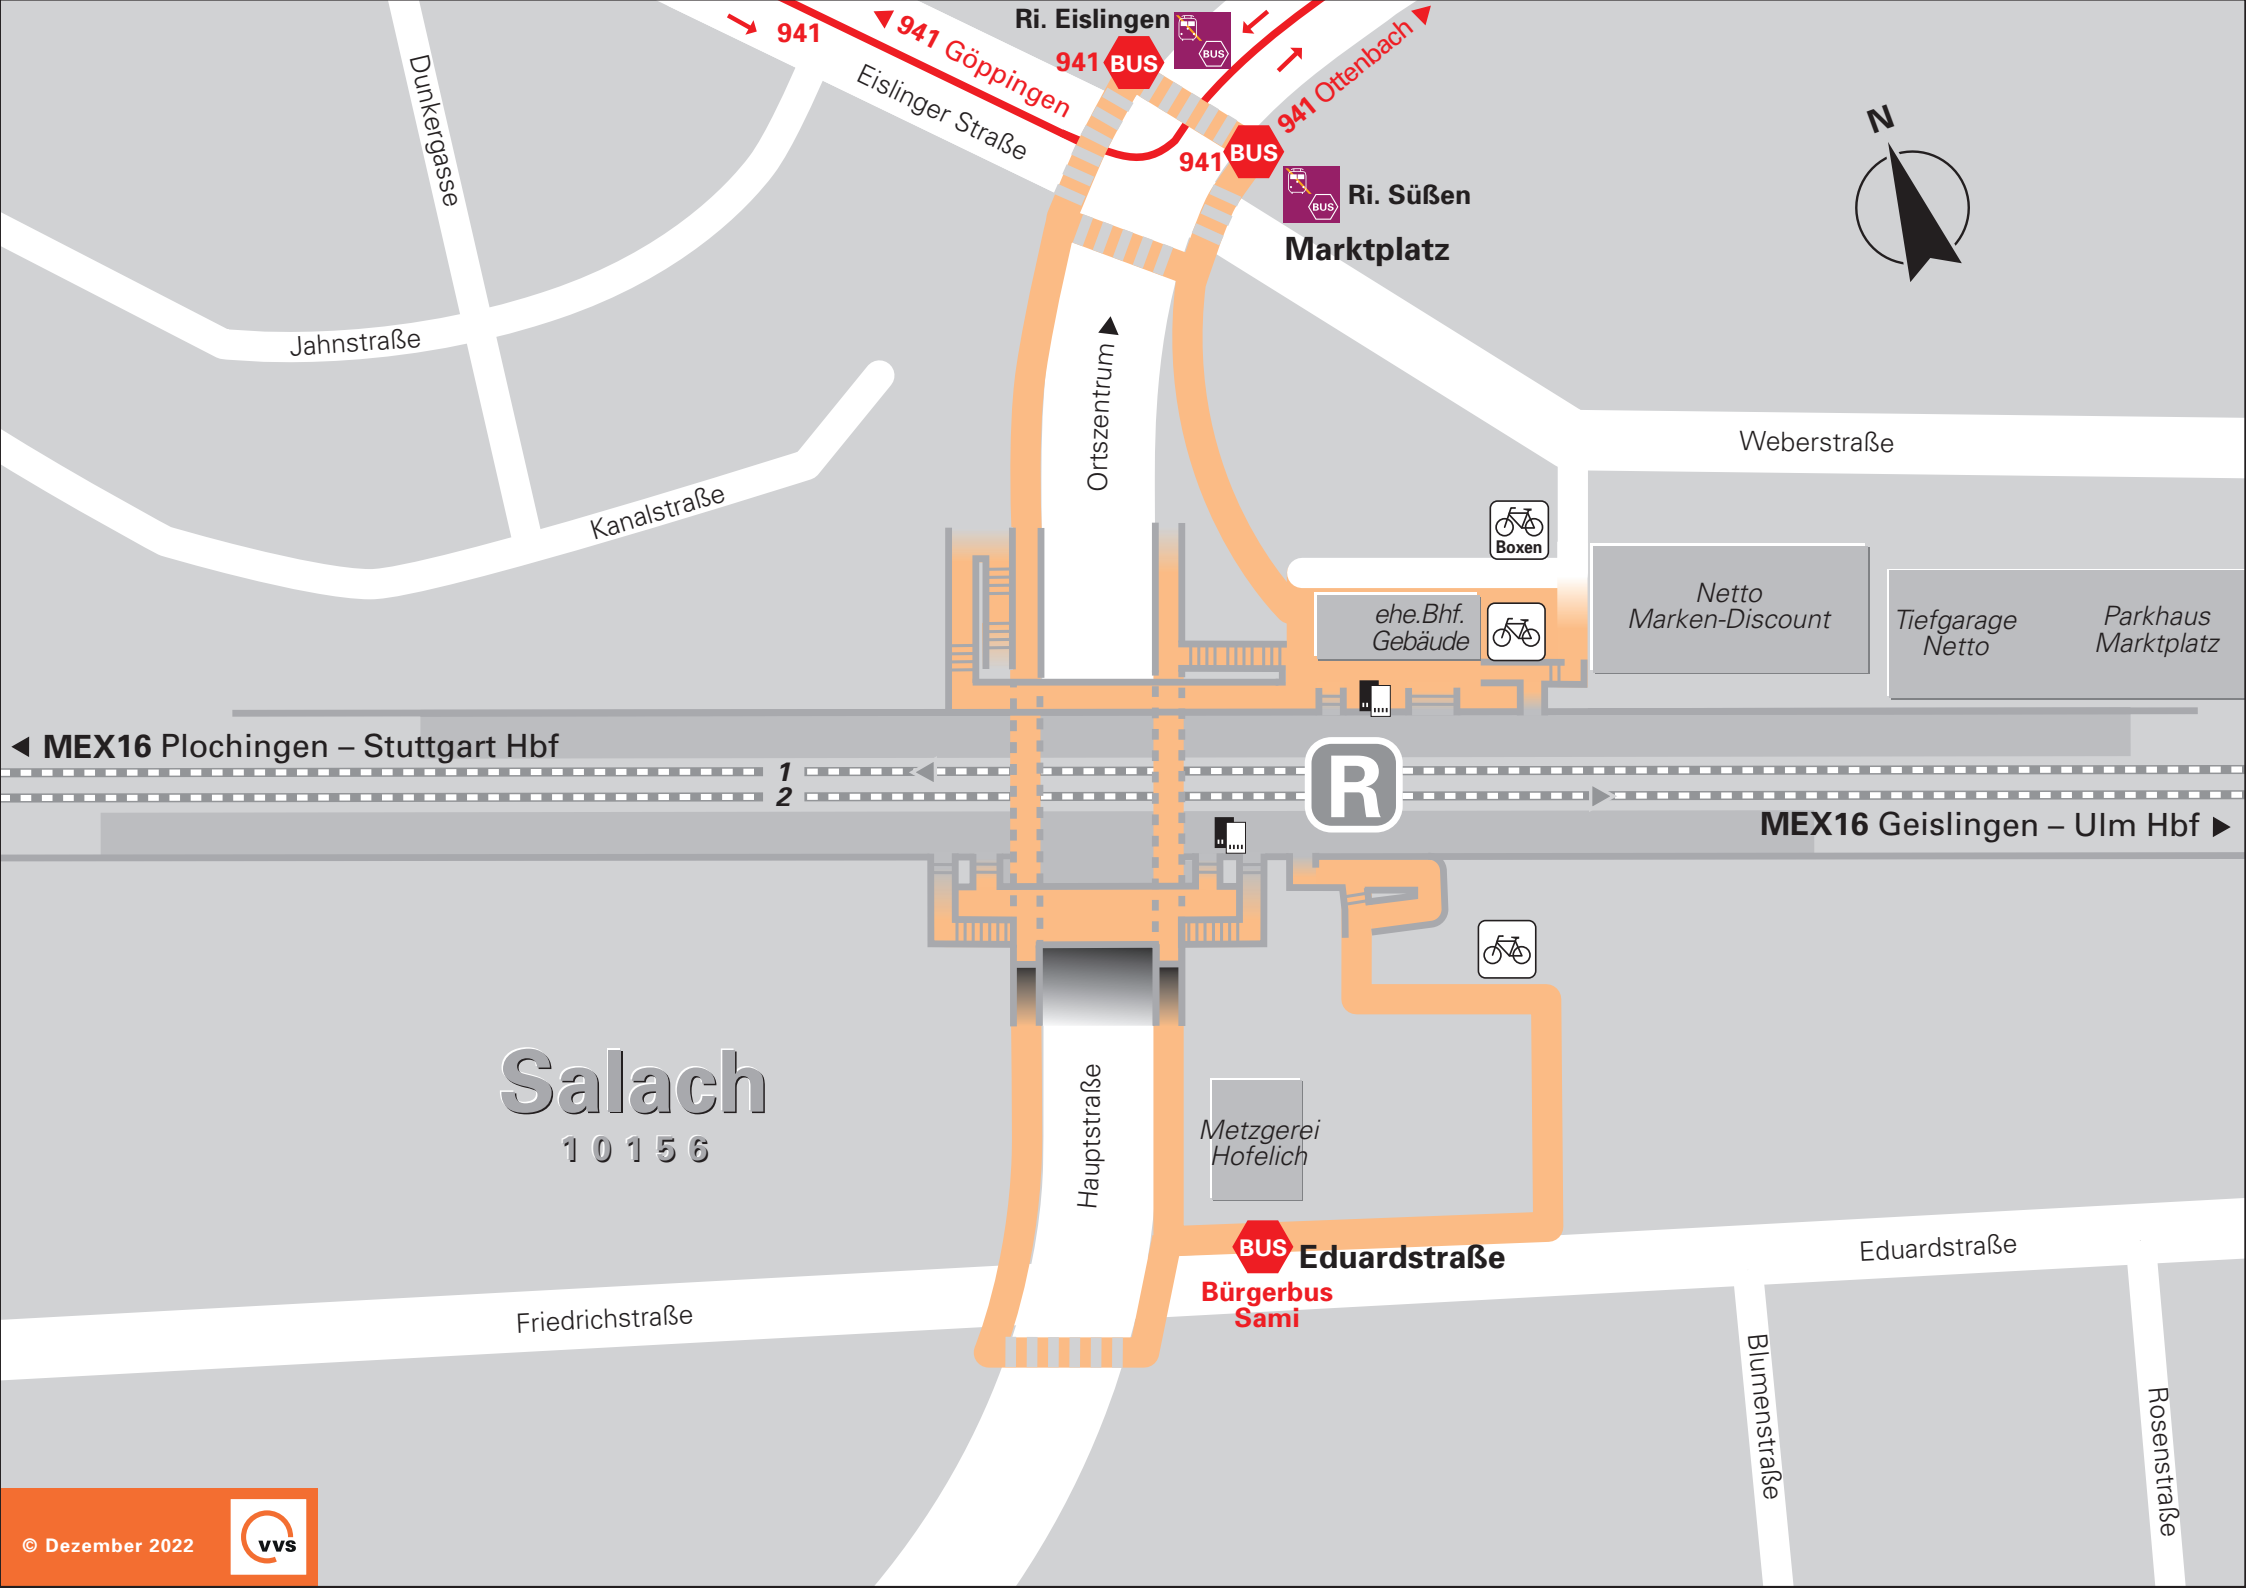 Ri. Eislingen
BUS
941
941 Göppingen
941
BUS
941 Ottenbach
941
BUS
BUS
Ri. Süßen
Marktplatz
N
Eislinger Straße
Dunkergasse
Jahnstraße
Kanalstraße
Ortszentrum
Weberstraße
Boxen
ehe.Bhf.
Gebäude
Netto
Marken-Discount
Tiefgarage
Netto
Parkhaus
Marktplatz
MEX16 Plochingen – Stuttgart Hbf
1
2
R
MEX16 Geislingen – Ulm Hbf
Salach
10156
Hauptstraße
Metzgerei
Hofelich
BUS
Eduardstraße
Bürgerbus
Sami
Eduardstraße
Friedrichstraße
Blumenstraße
Rosenstraße
© Dezember 2022
vvs